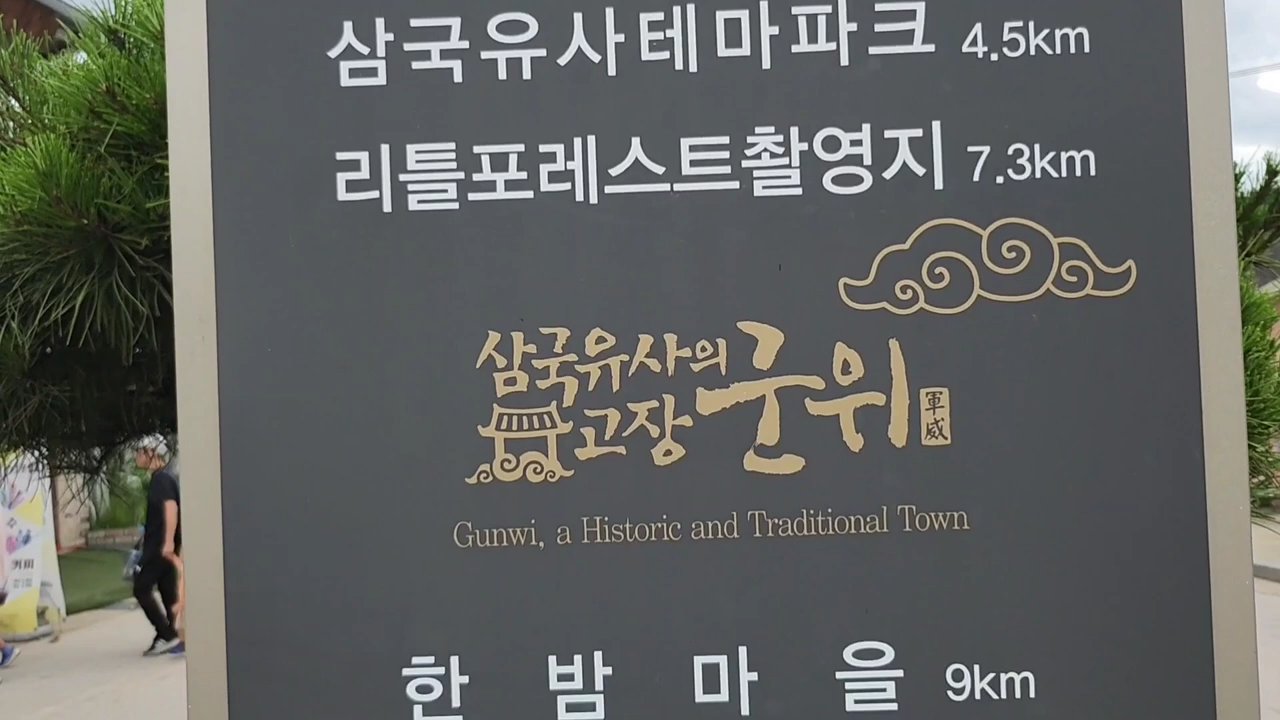 삼국유사테마파크 4.5km
리틀포레스트촬영지 7.3km
삼국유사의
고장 군위 軍威
Gunwi, a Historic and Traditional Town
한밤마을 9km
커피